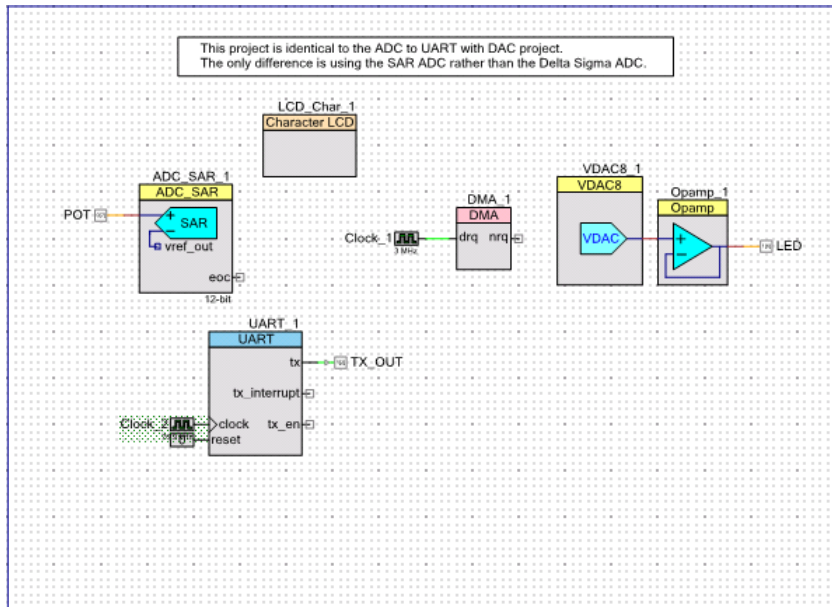 This project is identical to the ADC to UART with DAC project.
The only difference is using the SAR ADC rather than the Delta Sigma ADC.
LCD_Char_1
Character LCD
ADC_SAR_1
ADC_SAR
POT
SAR
vref_out
eoc
12-bit
Clock_1
3 MHz
DMA_1
DMA
drq nrq
VDAC8_1
VDAC8
VDAC
Opamp_1
Opamp
LED
UART_1
UART
tx
TX_OUT
tx_interrupt
Clock_2
clock
tx_en
0
reset